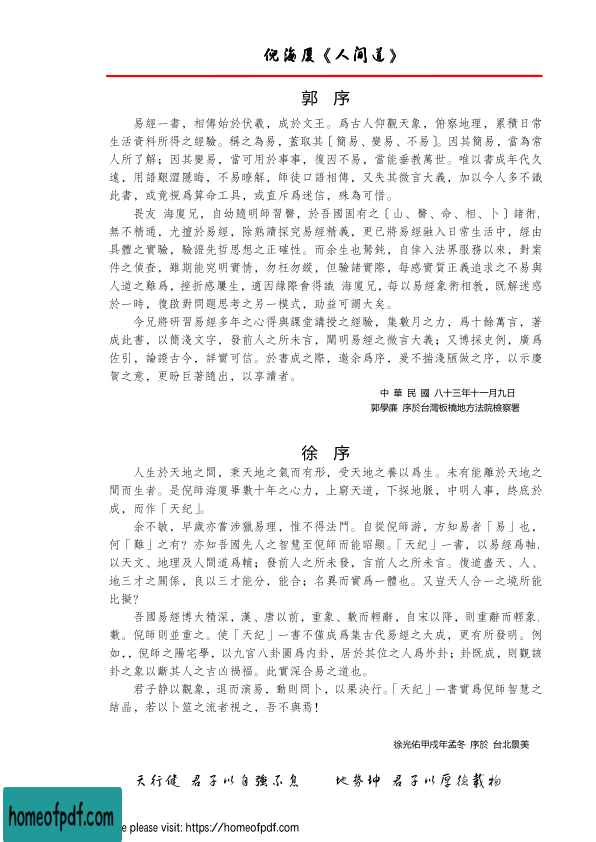 倪海厦《人间道》
郭 序
易經一書，相傳始於伏羲，成於文王。爲古人仰觀天象，俯察地理，累積日常
生活資料所得之經驗。稱之為易，蓋取其〔簡易、變易、不易〕。因其簡易，當為常
人所了解；因其變易，當可用於事事，復因不易，當能垂教萬世。唯以書成年代久
遠，用語艱澀隱晦，不易暸解，師徒口語相傳，又失其微言大義，加以今人多不識
此書，或竟視爲算命工具，或直斥爲迷信，殊為可惜。
畏友 海廈兄，自幼隨明師習醫，於吾國固有之〔山、醫、命、相、卜〕諸術，
無不精通，尤擅於易經，除熟讀探究易經精義，更已將易經融入日常生活中，經由
具體之實驗，驗證先哲思想之正確性。而余生也駑鈍，自倖入法界服務以來，對案
件之偵查，雖期能究明實情，勿枉勿縱，但驗諸實際，每感實質正義追求之不易與
人道之難爲，挫折感屢生，適因緣際會得識 海廈兄，每以易經象術相教，既解迷惑
於一時，復啟對問題思考之另一模式，助益可謂大矣。
今兄將研習易經多年之心得與課堂講授之經驗，集數月之力，爲十餘萬言，著
成此書，以簡淺文字，發前人之所未言，闡明易經之微言大義；又博採史例，廣爲
佐引，論證古今，詳實可信。於書成之際，邀余爲序，爰不揣淺陋做之序，以示慶
賀之意，更盼巨著隨出，以享讀者。
中 華 民 國 八十三年十一月九日
郭學廉 序於台灣板橋地方法院檢察署
徐 序
人生於天地之間，秉天地之氣而有形，受天地之養以爲生。未有能離於天地之
間而生者。是倪師海廈畢數十年之心力，上窮天道，下探地脈，中明人事，終底於
成，而作「天紀」。
余不敏，早歲亦嘗涉獵易理，惟不得法門。自從倪師游，方知易者「易」也，
何「難」之有？亦知吾國先人之智慧至倪師而能昭顯。「天紀」一書，以易經爲軸，
以天文、地理及人間道爲輔；發前人之所未發，言前人之所未言。復道盡天、人、
地三才之關係，良以三才能分，能合；名異而實爲一體也。又豈天人合一之境所能
比擬？
吾國易經博大精深，漢、唐以前，重象、數而輕辭，自宋以降，則重辭而輕象、
數。倪師則並重之。使「天紀」一書不僅成爲集古代易經之大成，更有所發明。例
如，，倪師之陽宅學，以九宮八卦圖爲內卦，居於其位之人爲外卦；卦既成，則觀該
卦之象以斷其人之吉凶禍福。此實深合易之道也。
君子静以觀象，退而演易，動則問卜，以果決行。「天紀」一書實爲倪師智慧之
結晶，若以卜筮之流者視之，吾不與焉！
徐光佑甲戌年孟冬 序於 台北景美
天行健 君子以自強不息 地勢坤 君子以厚德載物
homeofpdf.com
e please visit: https://homeofpdf.com